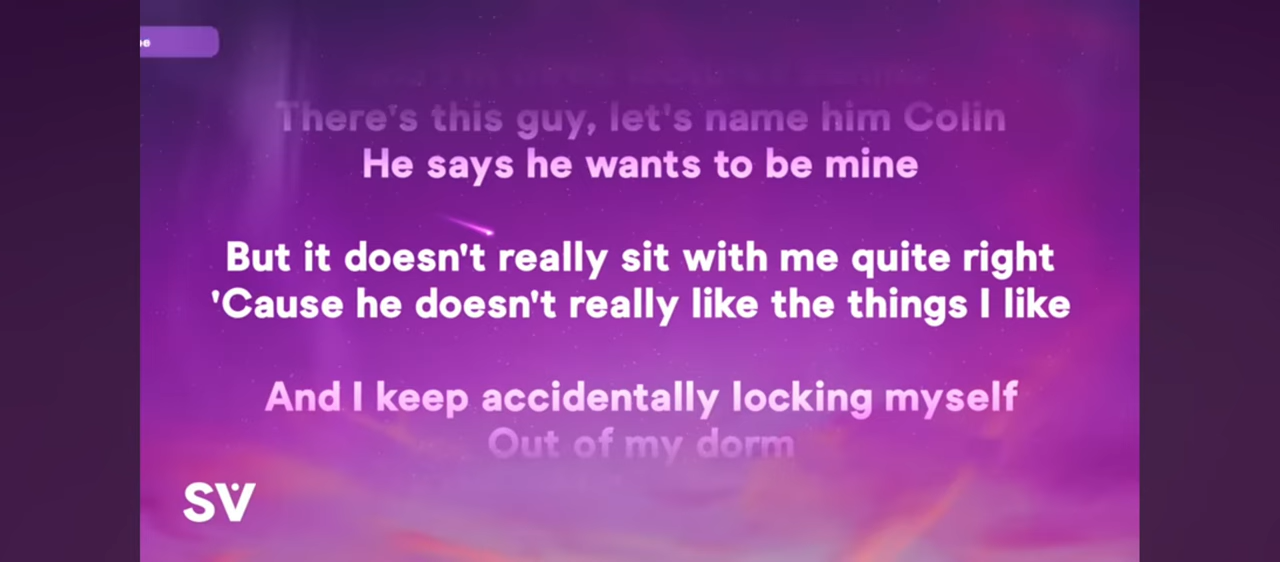 There's this guy, let's name him Colin
He says he wants to be mine
But it doesn't really sit with me quite right
'Cause he doesn't really like the things I like
And I keep accidentally locking myself
Out of my dorm
SV